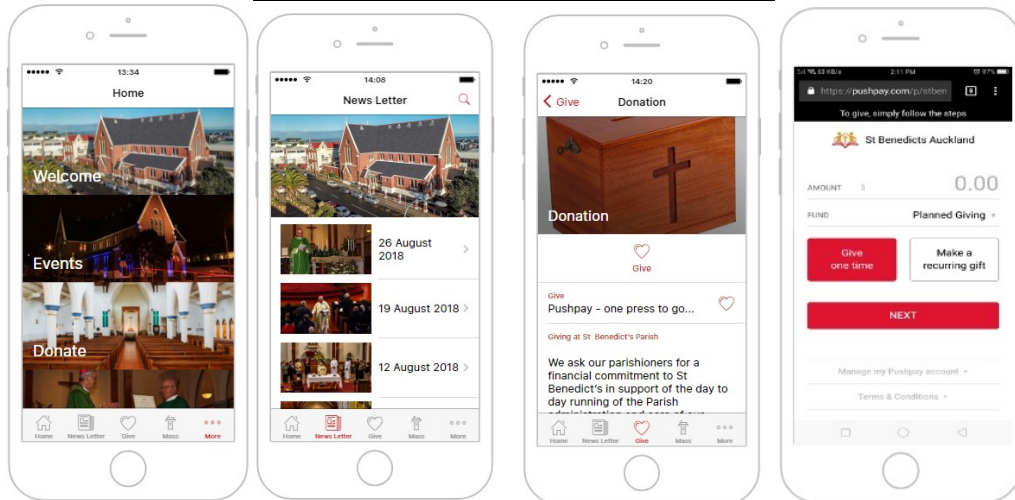 13:34
Home
Welcome
Events
Donate
Home
News Letter
Give
Mass
More
14:08
News Letter
26 August
2018
19 August 2018
12 August 2018
Home
News Letter
Give
Mass
More
14:20
Give
Donation
Donation
Give
Give
Pushpay - one press to go...
Giving at St Benedict's Parish
We ask our parishioners for a
financial commitment to St
Benedict's in support of the day to
day running of the Parish
Home
News Letter
Give
Mass
More
2:11 PM
87%
https://pushpay.com/p/stben
To give, simply follow the steps
St Benedicts Auckland
AMOUNT $ 0.00
FUND Planned Giving
Give
one time
Make a
recurring gift
NEXT
Manage my Pushpay account
Terms & Conditions